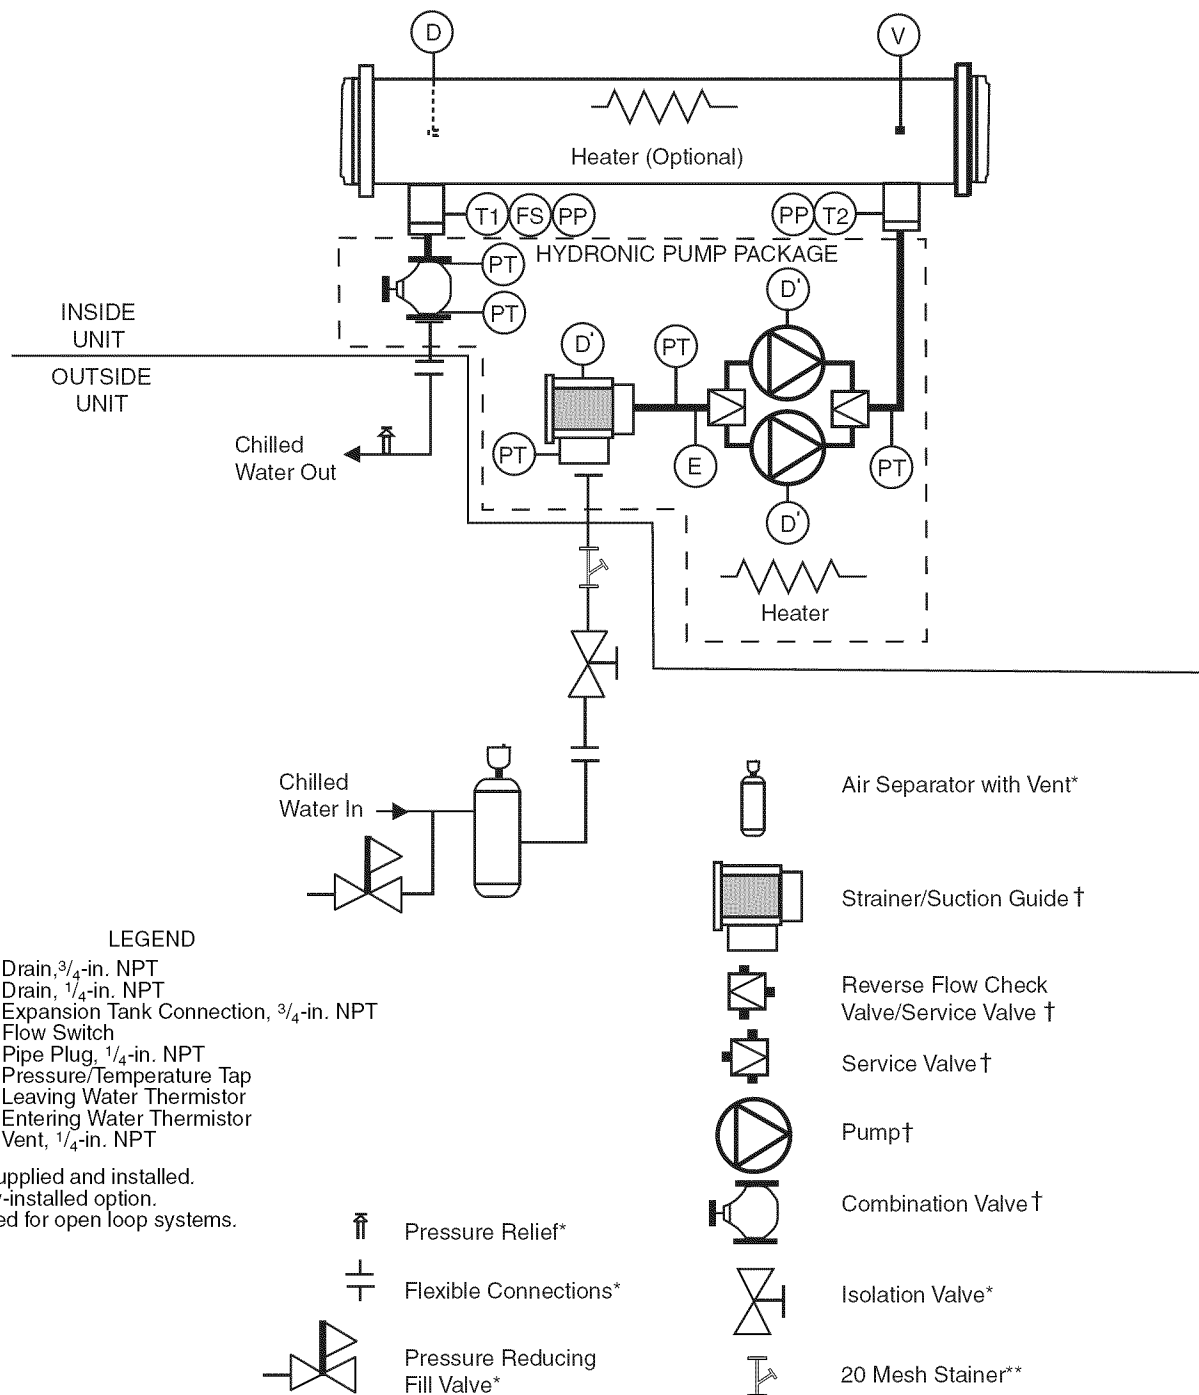 D
V
Heater (Optional)
T1 FS PP
PP T2
HYDRONIC PUMP PACKAGE
PT
PT
D'
INSIDE
UNIT
OUTSIDE
UNIT
D'
PT
Chilled
Water Out
PT
E
PT
D'
Heater
Chilled
Water In
Air Separator with Vent*
Strainer/Suction Guide †
Reverse Flow Check
Valve/Service Valve †
Service Valve †
Pump†
Combination Valve †
Isolation Valve*
20 Mesh Stainer**
LEGEND
Drain,3/4-in. NPT
Drain, 1/4-in. NPT
Expansion Tank Connection, 3/4-in. NPT
Flow Switch
Pipe Plug, 1/4-in. NPT
Pressure/Temperature Tap
Leaving Water Thermistor
Entering Water Thermistor
Vent, 1/4-in. NPT
upplied and installed.
-installed option.
ed for open loop systems.
Pressure Relief*
Flexible Connections*
Pressure Reducing
Fill Valve*